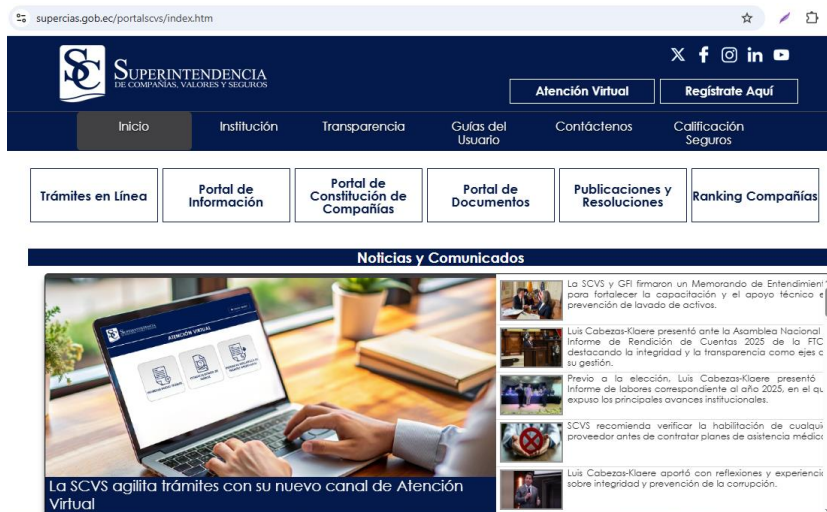 supercias.gob.ec/portalscvs/index.htm
SUPERINTENDENCIA
DE COMPAÑÍAS, VALORES Y SEGUROS
Atención Virtual
Regístrate Aquí
Inicio
Institución
Transparencia
Guías del
Usuario
Contáctenos
Calificación
Seguros
Trámites en Línea
Portal de
Información
Portal de
Constitución de
Compañías
Portal de
Documentos
Publicaciones y
Resoluciones
Ranking Compañías
Noticias y Comunicados
ATENCIÓN VIRTUAL
La SCVS agilita trámites con su nuevo canal de Atención
Virtual
La SCVS y GFI firmaron un Memorando de Entendimient
para fortalecer la capacitación y el apoyo técnico e
prevención de lavado de activos.
Luis Cabezas-Klaere presentó ante la Asamblea Nacional
Informe de Rendición de Cuentas 2025 de la FTC
destacando la integridad y la transparencia como ejes d
su gestión.
Previo a la elección, Luis Cabezas-Klaere presentó
Informe de labores correspondiente al año 2025, en el qu
expuso los principales avances institucionales.
SCVS recomienda verificar la habilitación de cualqui
proveedor antes de contratar planes de asistencia médic
Luis Cabezas-Klaere aportó con reflexiones y experienci
sobre integridad y prevención de la corrupción.